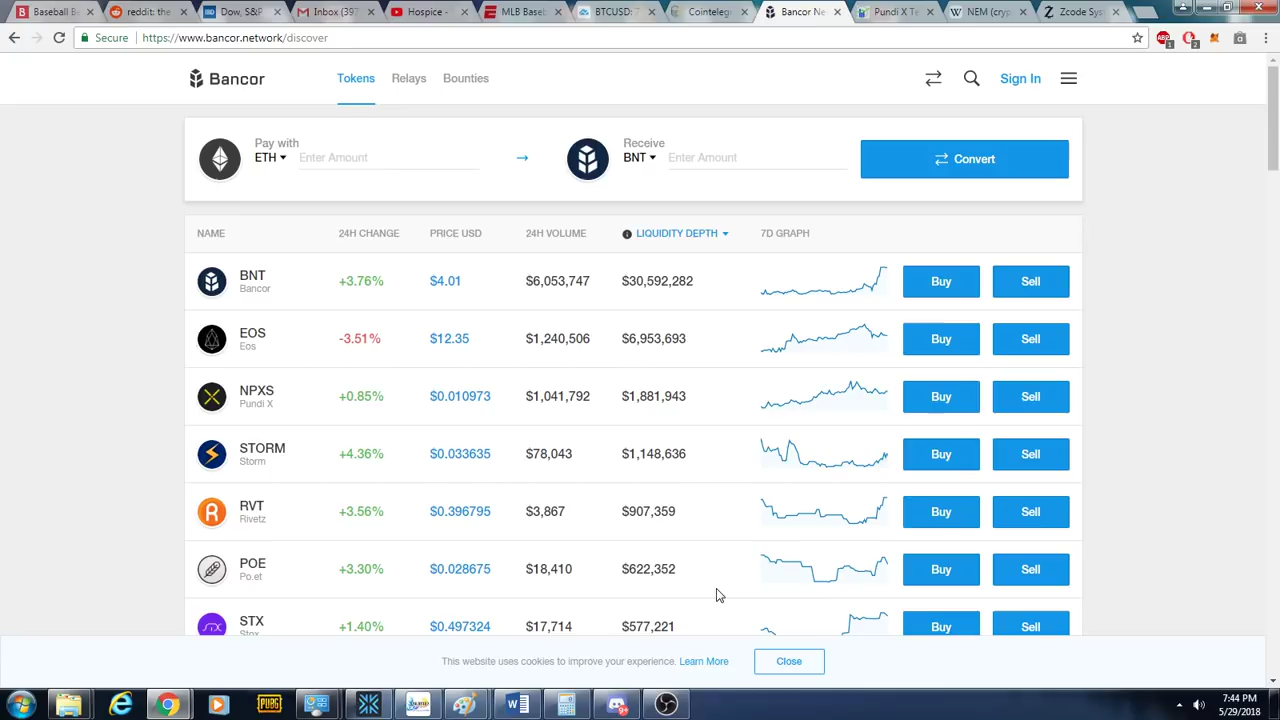 Baseball B
reddit: the
Dow, S&P
Inbox (397
Hospice -
MLB Baseb
BTCUSD: 7
Cointelegr
Bancor Ne
Pundi X Te
NEM (cryp
Zcode Sys
Secure
https://www.bancor.network/discover
Bancor
Tokens
Relays
Bounties
Sign In
Pay with
ETH
Enter Amount
Receive
BNT
Enter Amount
Convert
NAME 24H CHANGE PRICE USD 24H VOLUME LIQUIDITY DEPTH 7D GRAPH
BNT
Bancor
+3.76% $4.01 $6,053,747 $30,592,282 Buy Sell
EOS
Eos
-3.51% $12.35 $1,240,506 $6,953,693 Buy Sell
NPXS
Pundi X
+0.85% $0.010973 $1,041,792 $1,881,943 Buy Sell
STORM
Storm
+4.36% $0.033635 $78,043 $1,148,636 Buy Sell
RVT
Rivetz
+3.56% $0.396795 $3,867 $907,359 Buy Sell
POE
Po.et
+3.30% $0.028675 $18,410 $622,352 Buy Sell
STX
Stox
+1.40% $0.497324 $17,714 $577,221 Buy Sell
This website uses cookies to improve your experience. Learn More
Close
PUBG
7:44 PM
5/29/2018